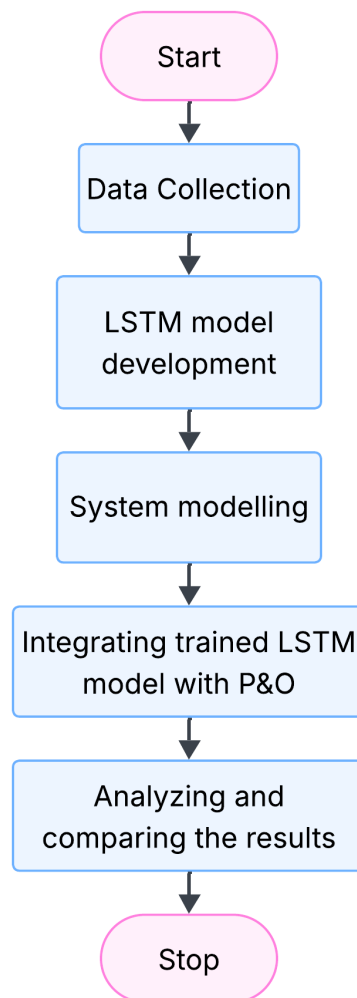 Start
Data Collection
LSTM model
development
System modelling
Integrating trained LSTM
model with P&O
Analyzing and
comparing the results
Stop